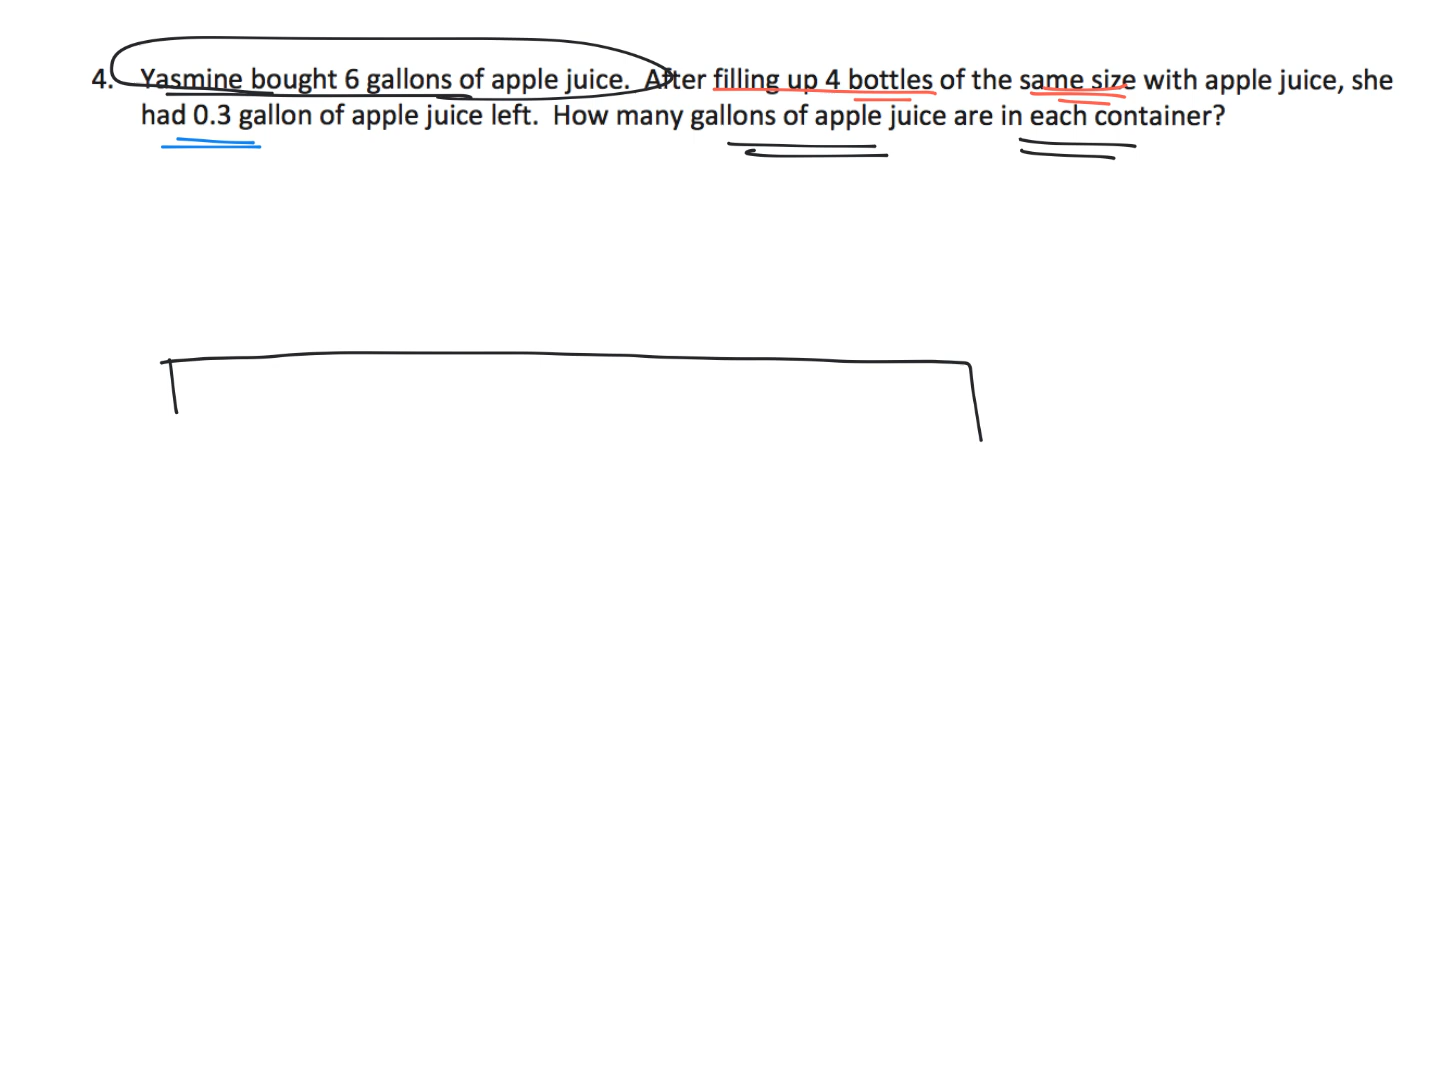 4. Yasmine bought 6 gallons of apple juice. After filling up 4 bottles of the same size with apple juice, she
had 0.3 gallon of apple juice left. How many gallons of apple juice are in each container?